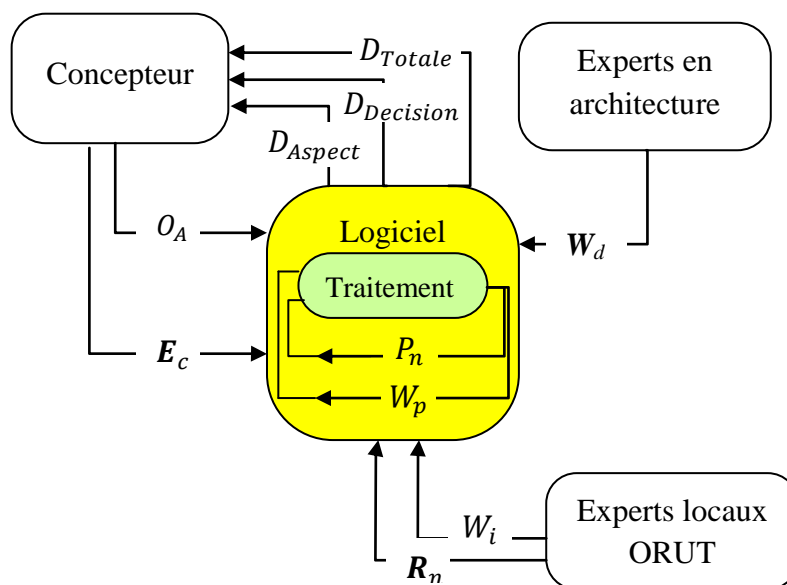 Concepteur
D_Totale
D_Decision
D_Aspect
Experts en
architecture
O_A
Logiciel
W_d
Traitement
E_c
P_n
W_p
W_i
R_n
Experts locaux
ORUT